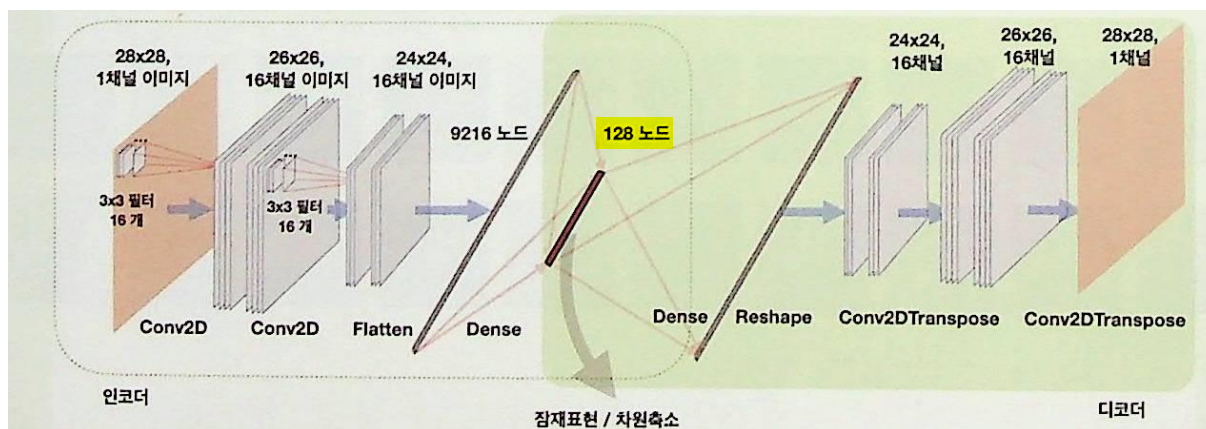 28x28,
1채널 이미지
26x26,
16채널 이미지
24x24,
16채널 이미지
9216 노드
128 노드
24x24,
16채널
26x26,
16채널
28x28,
1채널
3x3 필터
16 개
3x3 필터
16 개
Conv2D
Conv2D
Flatten
Dense
Dense
Reshape
Conv2DTranspose
Conv2DTranspose
인코더
잠재표현 / 차원축소
디코더